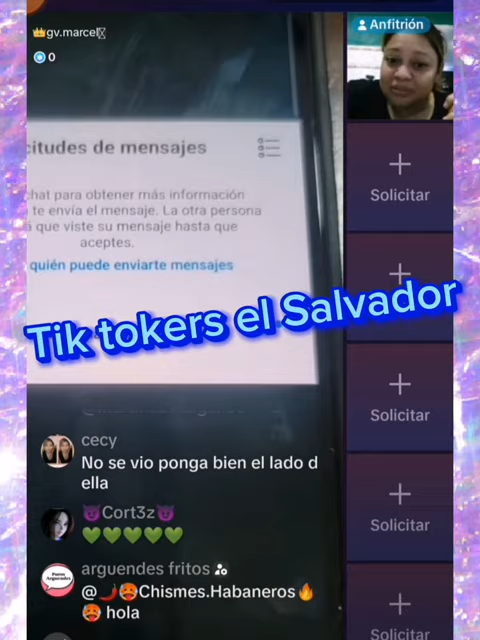 👑gv.marcel
0
Anfitrión
citudes de mensajes
chat para obtener más información
te envía el mensaje. La otra persona
que viste su mensaje hasta que
aceptes.
quién puede enviarte mensajes
Solicitar
Tik tokers el Salvador
Solicitar
Solicitar
Solicitar
cecy
No se vio ponga bien el lado d
ella
😈Cort3z😈
💚💚💚💚💚
arguendes fritos
@🌶️🥵Chismes.Habaneros🔥
🥵 hola